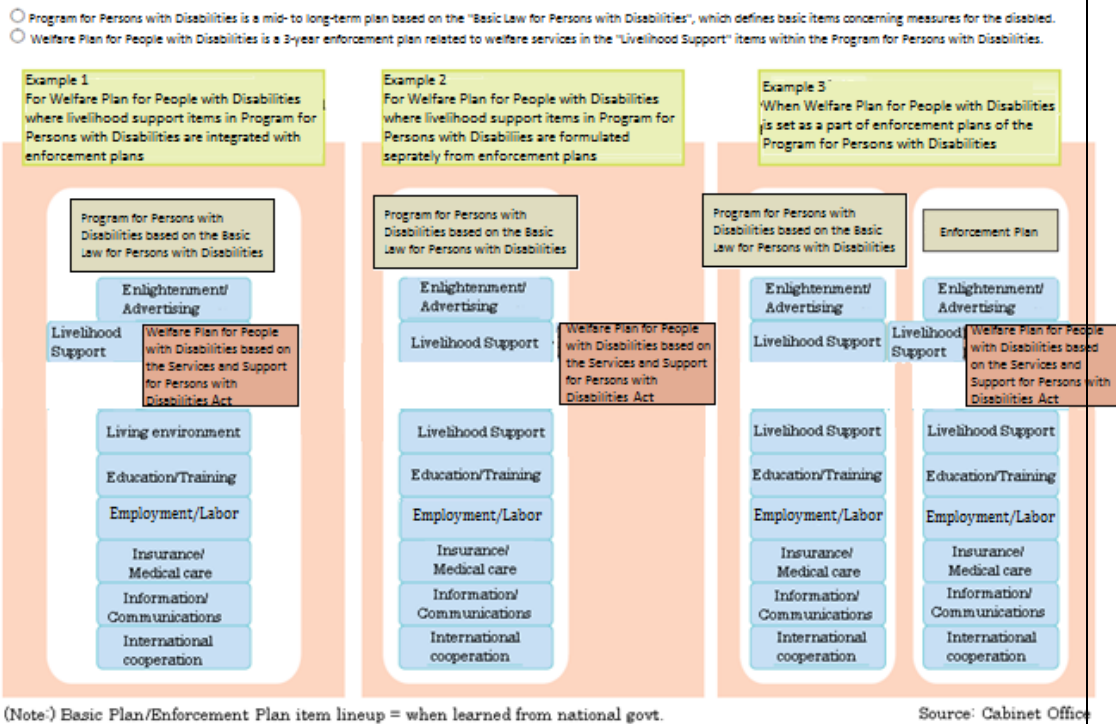 Program for Persons with Disabilities is a mid- to long-term plan based on the "Basic Law for Persons with Disabilities", which defines basic items concerning measures for the disabled.
Welfare Plan for People with Disabilities is a 3-year enforcement plan related to welfare services in the "Livelihood Support" items within the Program for Persons with Disabilities.
Example 1
For Welfare Plan for People with Disabilities
where livelihood support items in Program for
Persons with Disabilities are integrated with
enforcement plans
Program for Persons with
Disabilities based on the Basic
Law for Persons with Disabilities
Enlightenment/
Advertising
Livelihood
Support
Welfare Plan for People
with Disabilities based on
the Services and Support
for Persons with
Disabilities Act
Living environment
Education/Training
Employment/Labor
Insurance/
Medical care
Information/
Communications
International
cooperation
Example 2
For Welfare Plan for People with Disabilities
where livelihood support items in Program for
Persons with Disabiliies are formulated
seprately from enforcement plans
Program for Persons with
Disabilities based on the Basic
Law for Persons with Disabilities
Enlightenment/
Advertising
Livelihood Support
Welfare Plan for People
with Disabilities based on
the Services and Support
for Persons with
Disabilities Act
Livelihood Support
Education/Training
Employment/Labor
Insurance/
Medical care
Information/
Communications
International
cooperation
Example 3
When Welfare Plan for People with Disabilities
is set as a part of enforcement plans of the
Program for Persons with Disabilities
Program for Persons with
Disabilities based on the Basic
Law for Persons with Disabilities
Enlightenment/
Advertising
Livelihood Support
Livelihood Support
Education/Training
Employment/Labor
Insurance/
Medical care
Information/
Communications
International
cooperation
Enforcement Plan
Enlightenment/
Advertising
Livelihood
Support
Welfare Plan for People
with Disabilities based
on the Services and
Support for Persons with
Disabilities Act
Livelihood Support
Education/Training
Employment/Labor
Insurance/
Medical care
Information/
Communications
International
cooperation
(Note:) Basic Plan/Enforcement Plan item lineup = when learned from national govt.
Source: Cabinet Office